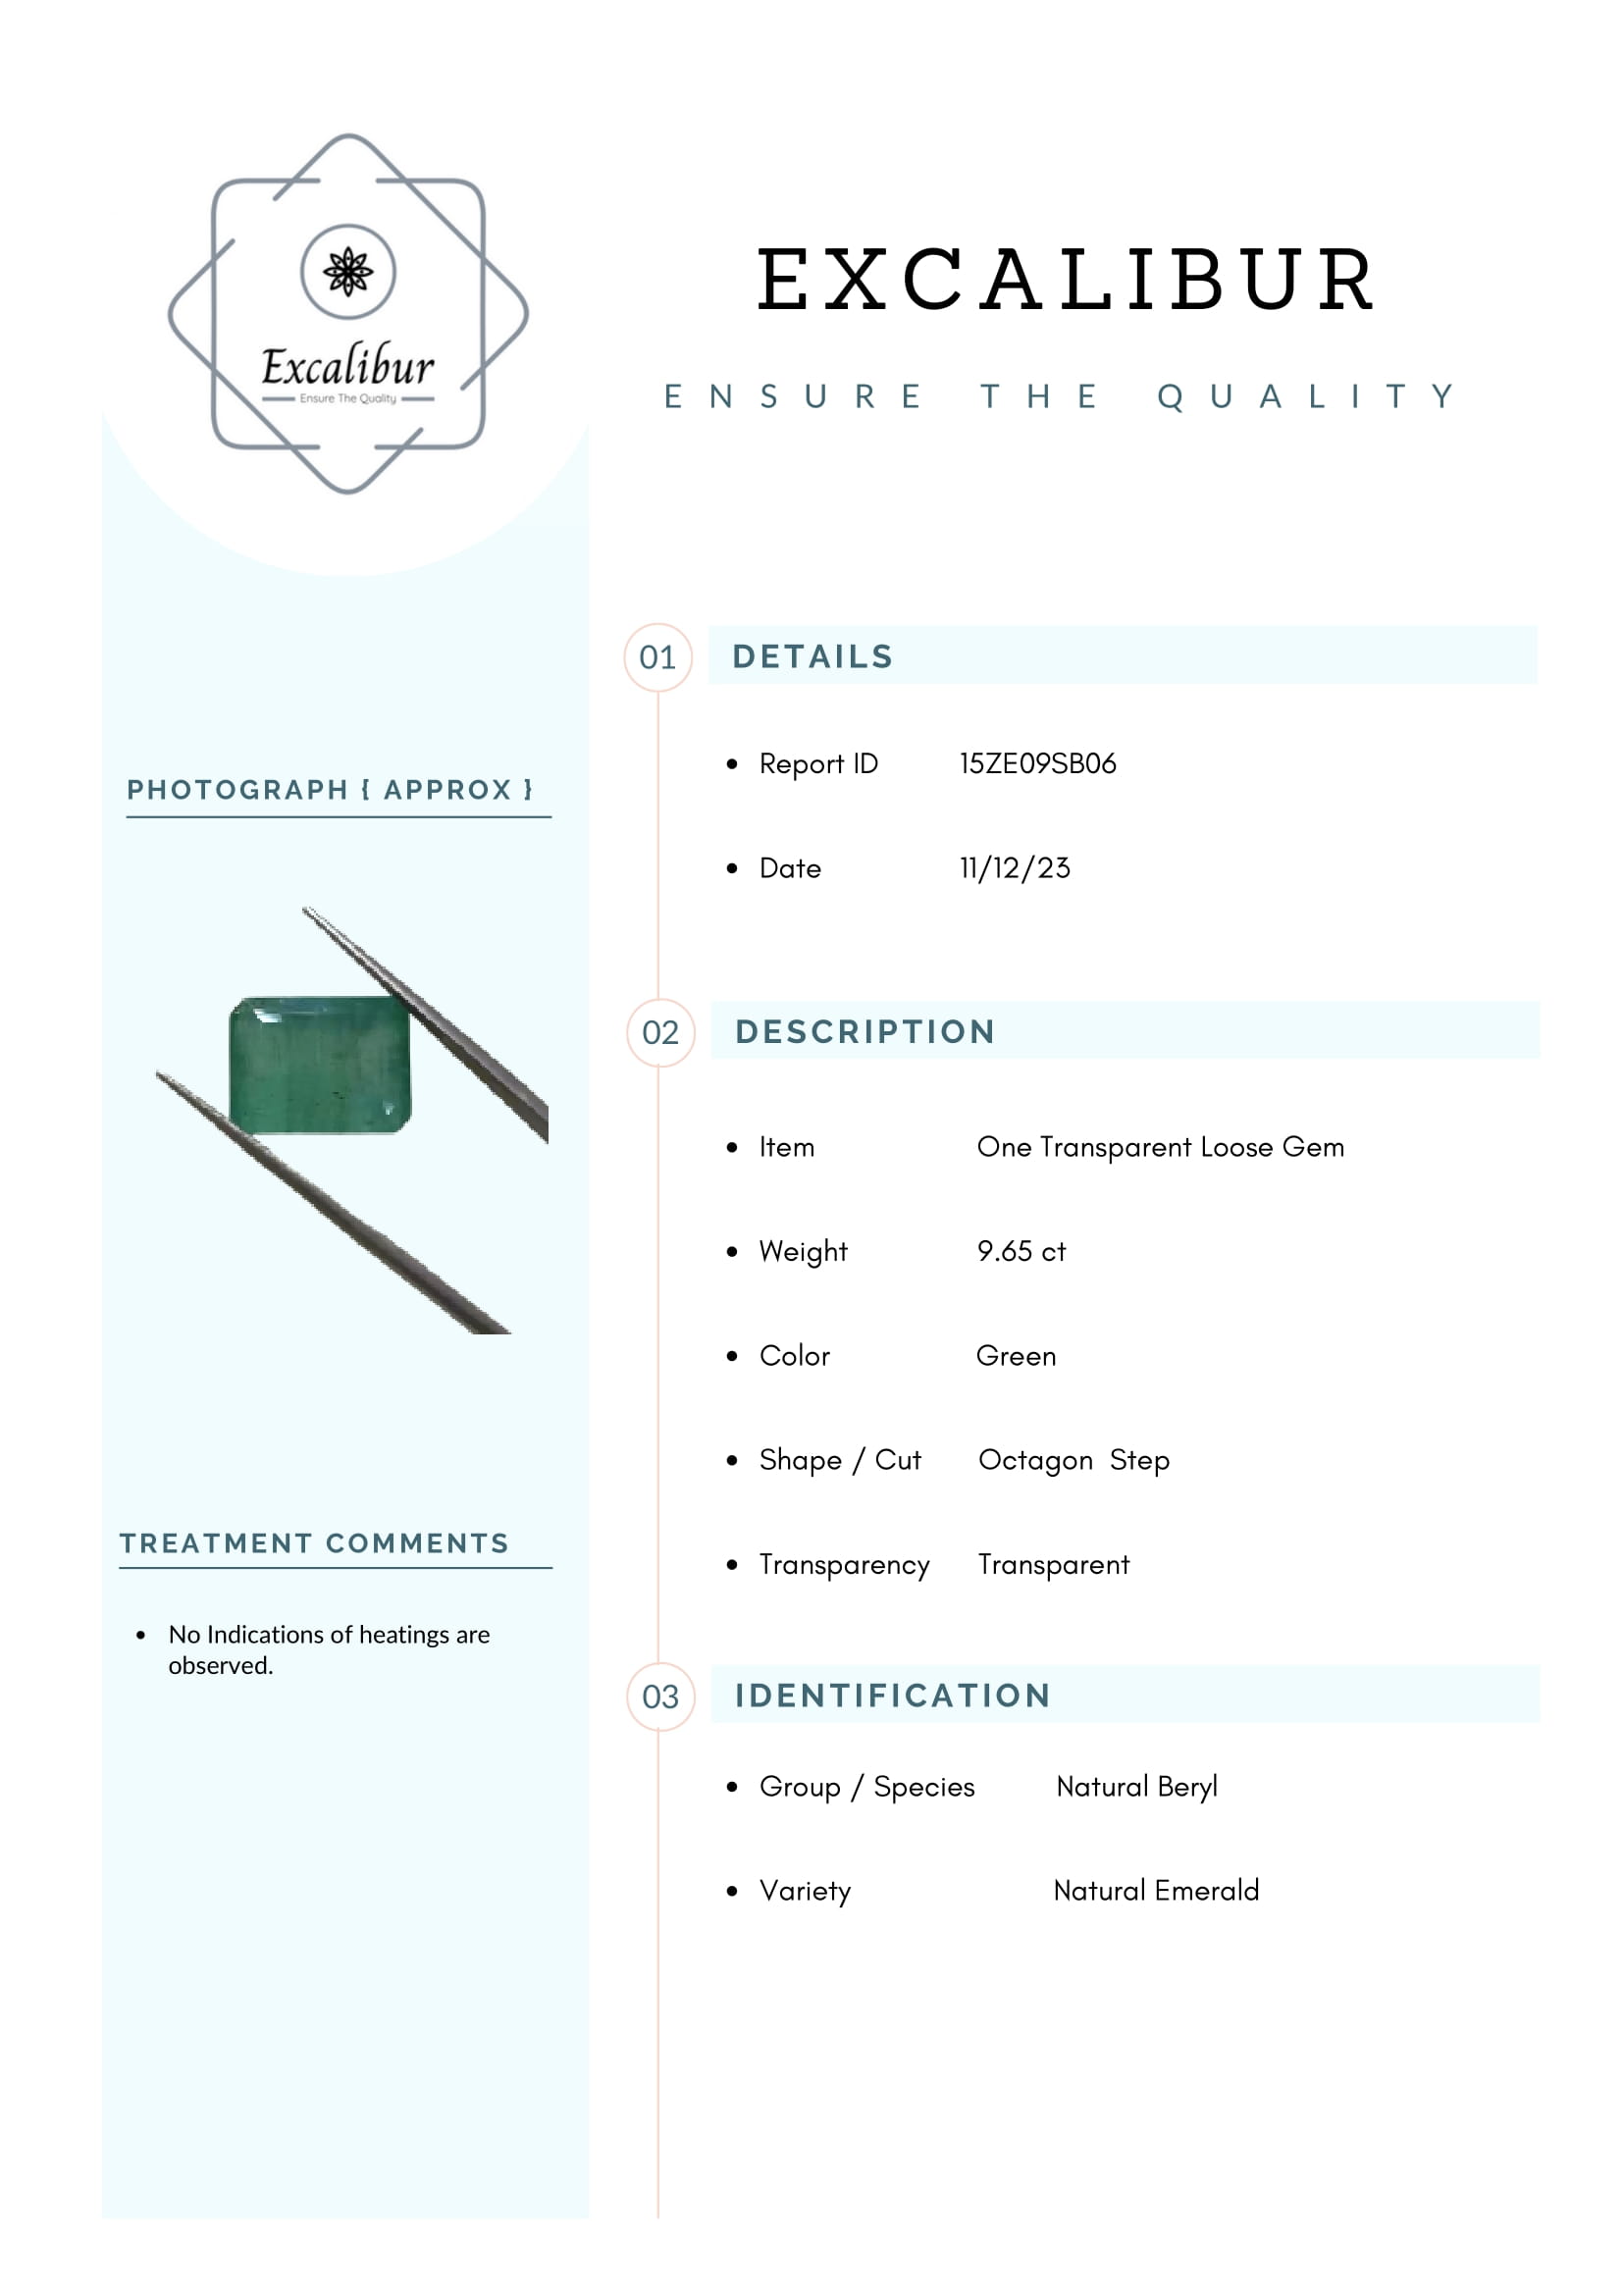 Excalibur
Ensure The Quality
EXCALIBUR
ENSURE THE QUALITY
PHOTOGRAPH { APPROX }
TREATMENT COMMENTS
No Indications of heatings are
observed.
01 DETAILS
Report ID 15ZE09SB06
Date 11/12/23
02 DESCRIPTION
Item One Transparent Loose Gem
Weight 9.65 ct
Color Green
Shape / Cut Octagon Step
Transparency Transparent
03 IDENTIFICATION
Group / Species Natural Beryl
Variety Natural Emerald